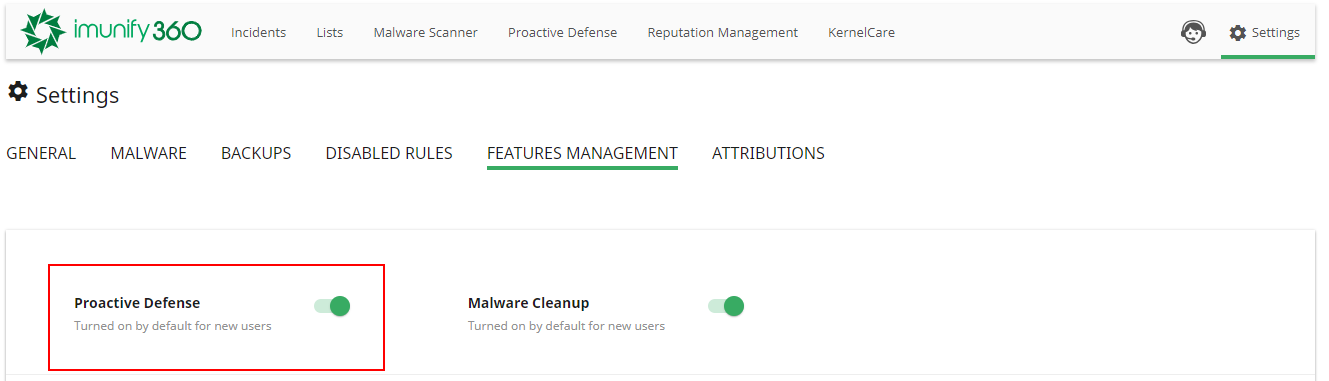 imunify360 Incidents Lists Malware Scanner Proactive Defense Reputation Management KernelCare Settings
Settings
GENERAL MALWARE BACKUPS DISABLED RULES FEATURES MANAGEMENT ATTRIBUTIONS
Proactive Defense Malware Cleanup
Turned on by default for new users Turned on by default for new users